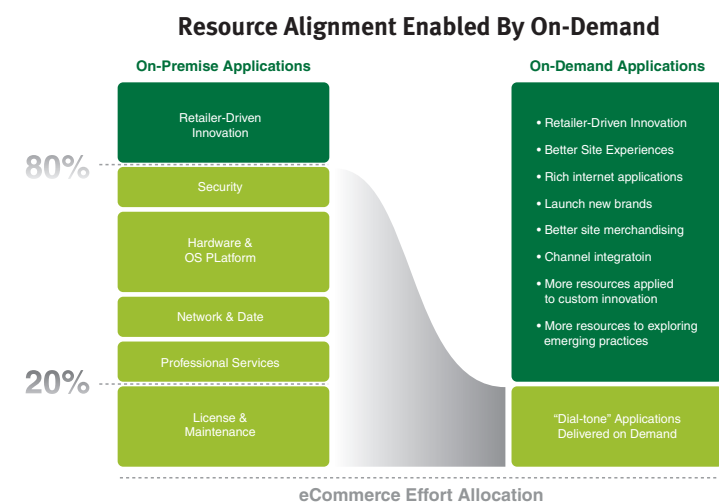 Resource Alignment Enabled By On-Demand
On-Premise Applications
Retailer-Driven
Innovation
80%
Security
Hardware &
OS PLatform
Network & Date
Professional Services
20%
License &
Maintenance
On-Demand Applications
• Retailer-Driven Innovation
• Better Site Experiences
• Rich internet applications
• Launch new brands
• Better site merchandising
• Channel integratoin
• More resources applied
to custom innovation
• More resources to exploring
emerging practices
“Dial-tone” Applications
Delivered on Demand
eCommerce Effort Allocation